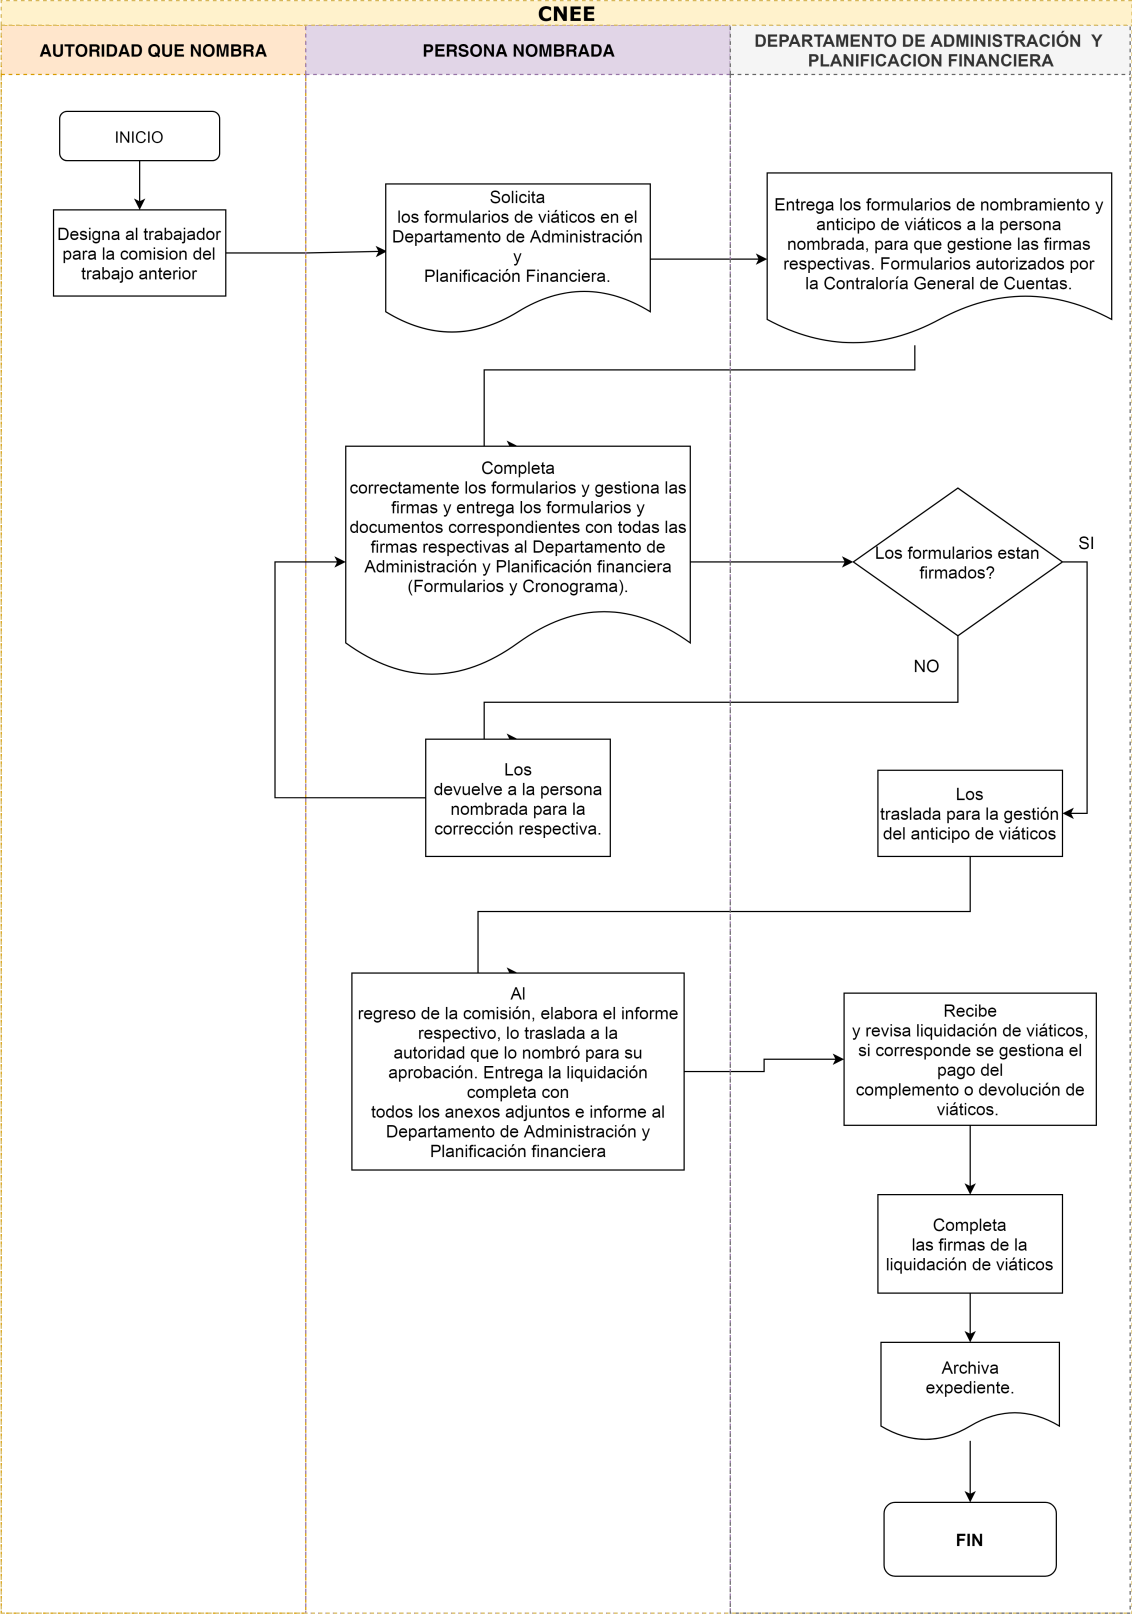 CNEE
AUTORIDAD QUE NOMBRA
PERSONA NOMBRADA
DEPARTAMENTO DE ADMINISTRACIÓN Y
PLANIFICACION FINANCIERA
INICIO
Designa al trabajador
para la comision del
trabajo anterior
Solicita
los formularios de viáticos en el
Departamento de Administración
y
Planificación Financiera.
Entrega los formularios de nombramiento y
anticipo de viáticos a la persona
nombrada, para que gestione las firmas
respectivas. Formularios autorizados por
la Contraloría General de Cuentas.
Completa
correctamente los formularios y gestiona las
firmas y entrega los formularios y
documentos correspondientes con todas las
firmas respectivas al Departamento de
Administración y Planificación financiera
(Formularios y Cronograma).
Los formularios estan
firmados?
SI
NO
Los
devuelve a la persona
nombrada para la
corrección respectiva.
Los
traslada para la gestión
del anticipo de viáticos
Al
regreso de la comisión, elabora el informe
respectivo, lo traslada a la
autoridad que lo nombró para su
aprobación. Entrega la liquidación
completa con
todos los anexos adjuntos e informe al
Departamento de Administración y
Planificación financiera
Recibe
y revisa liquidación de viáticos,
si corresponde se gestiona el
pago del
complemento o devolución de
viáticos.
Completa
las firmas de la
liquidación de viáticos
Archiva
expediente.
FIN